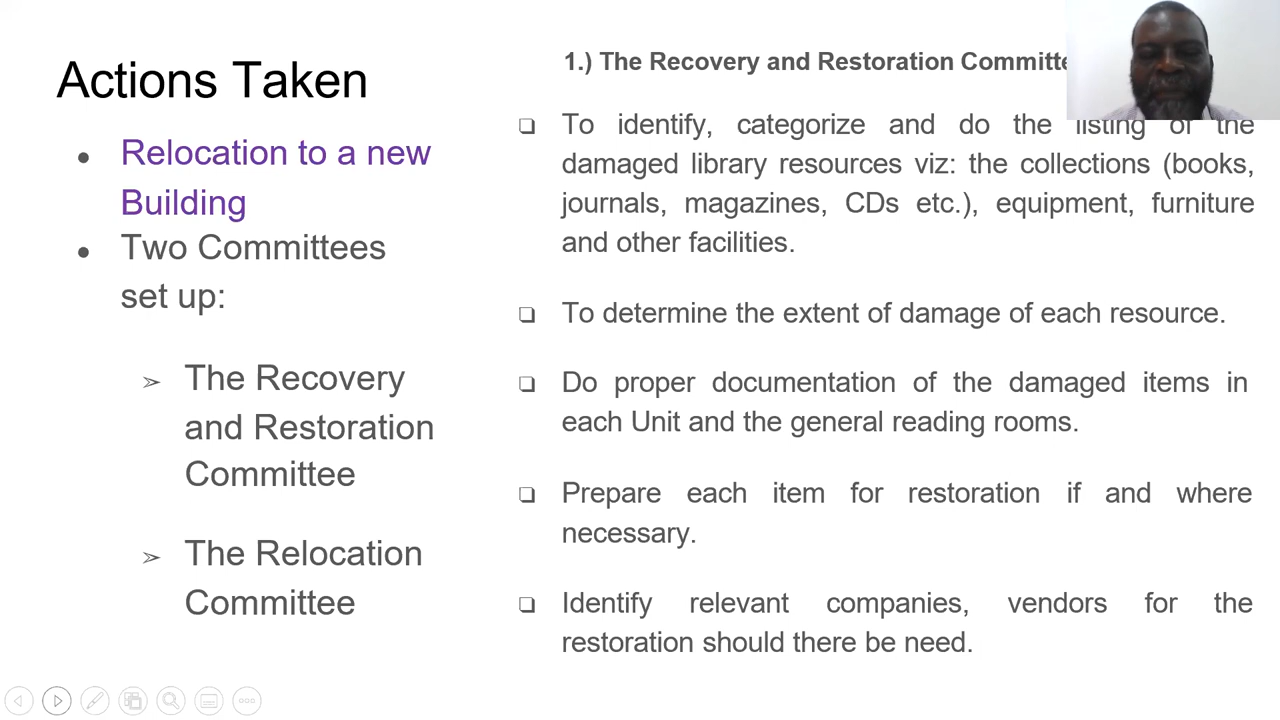 Actions Taken
Relocation to a new
Building
Two Committees
set up:
The Recovery
and Restoration
Committee
The Relocation
Committee
1.) The Recovery and Restoration
To identify, categorize and do the listing of the
damaged library resources viz: the collections (books,
journals, magazines, CDs etc.), equipment, furniture
and other facilities.
To determine the extent of damage of each resource.
Do proper documentation of the damaged items in
each Unit and the general reading rooms.
Prepare each item for restoration if and where
necessary.
Identify relevant companies, vendors for the
restoration should there be need.